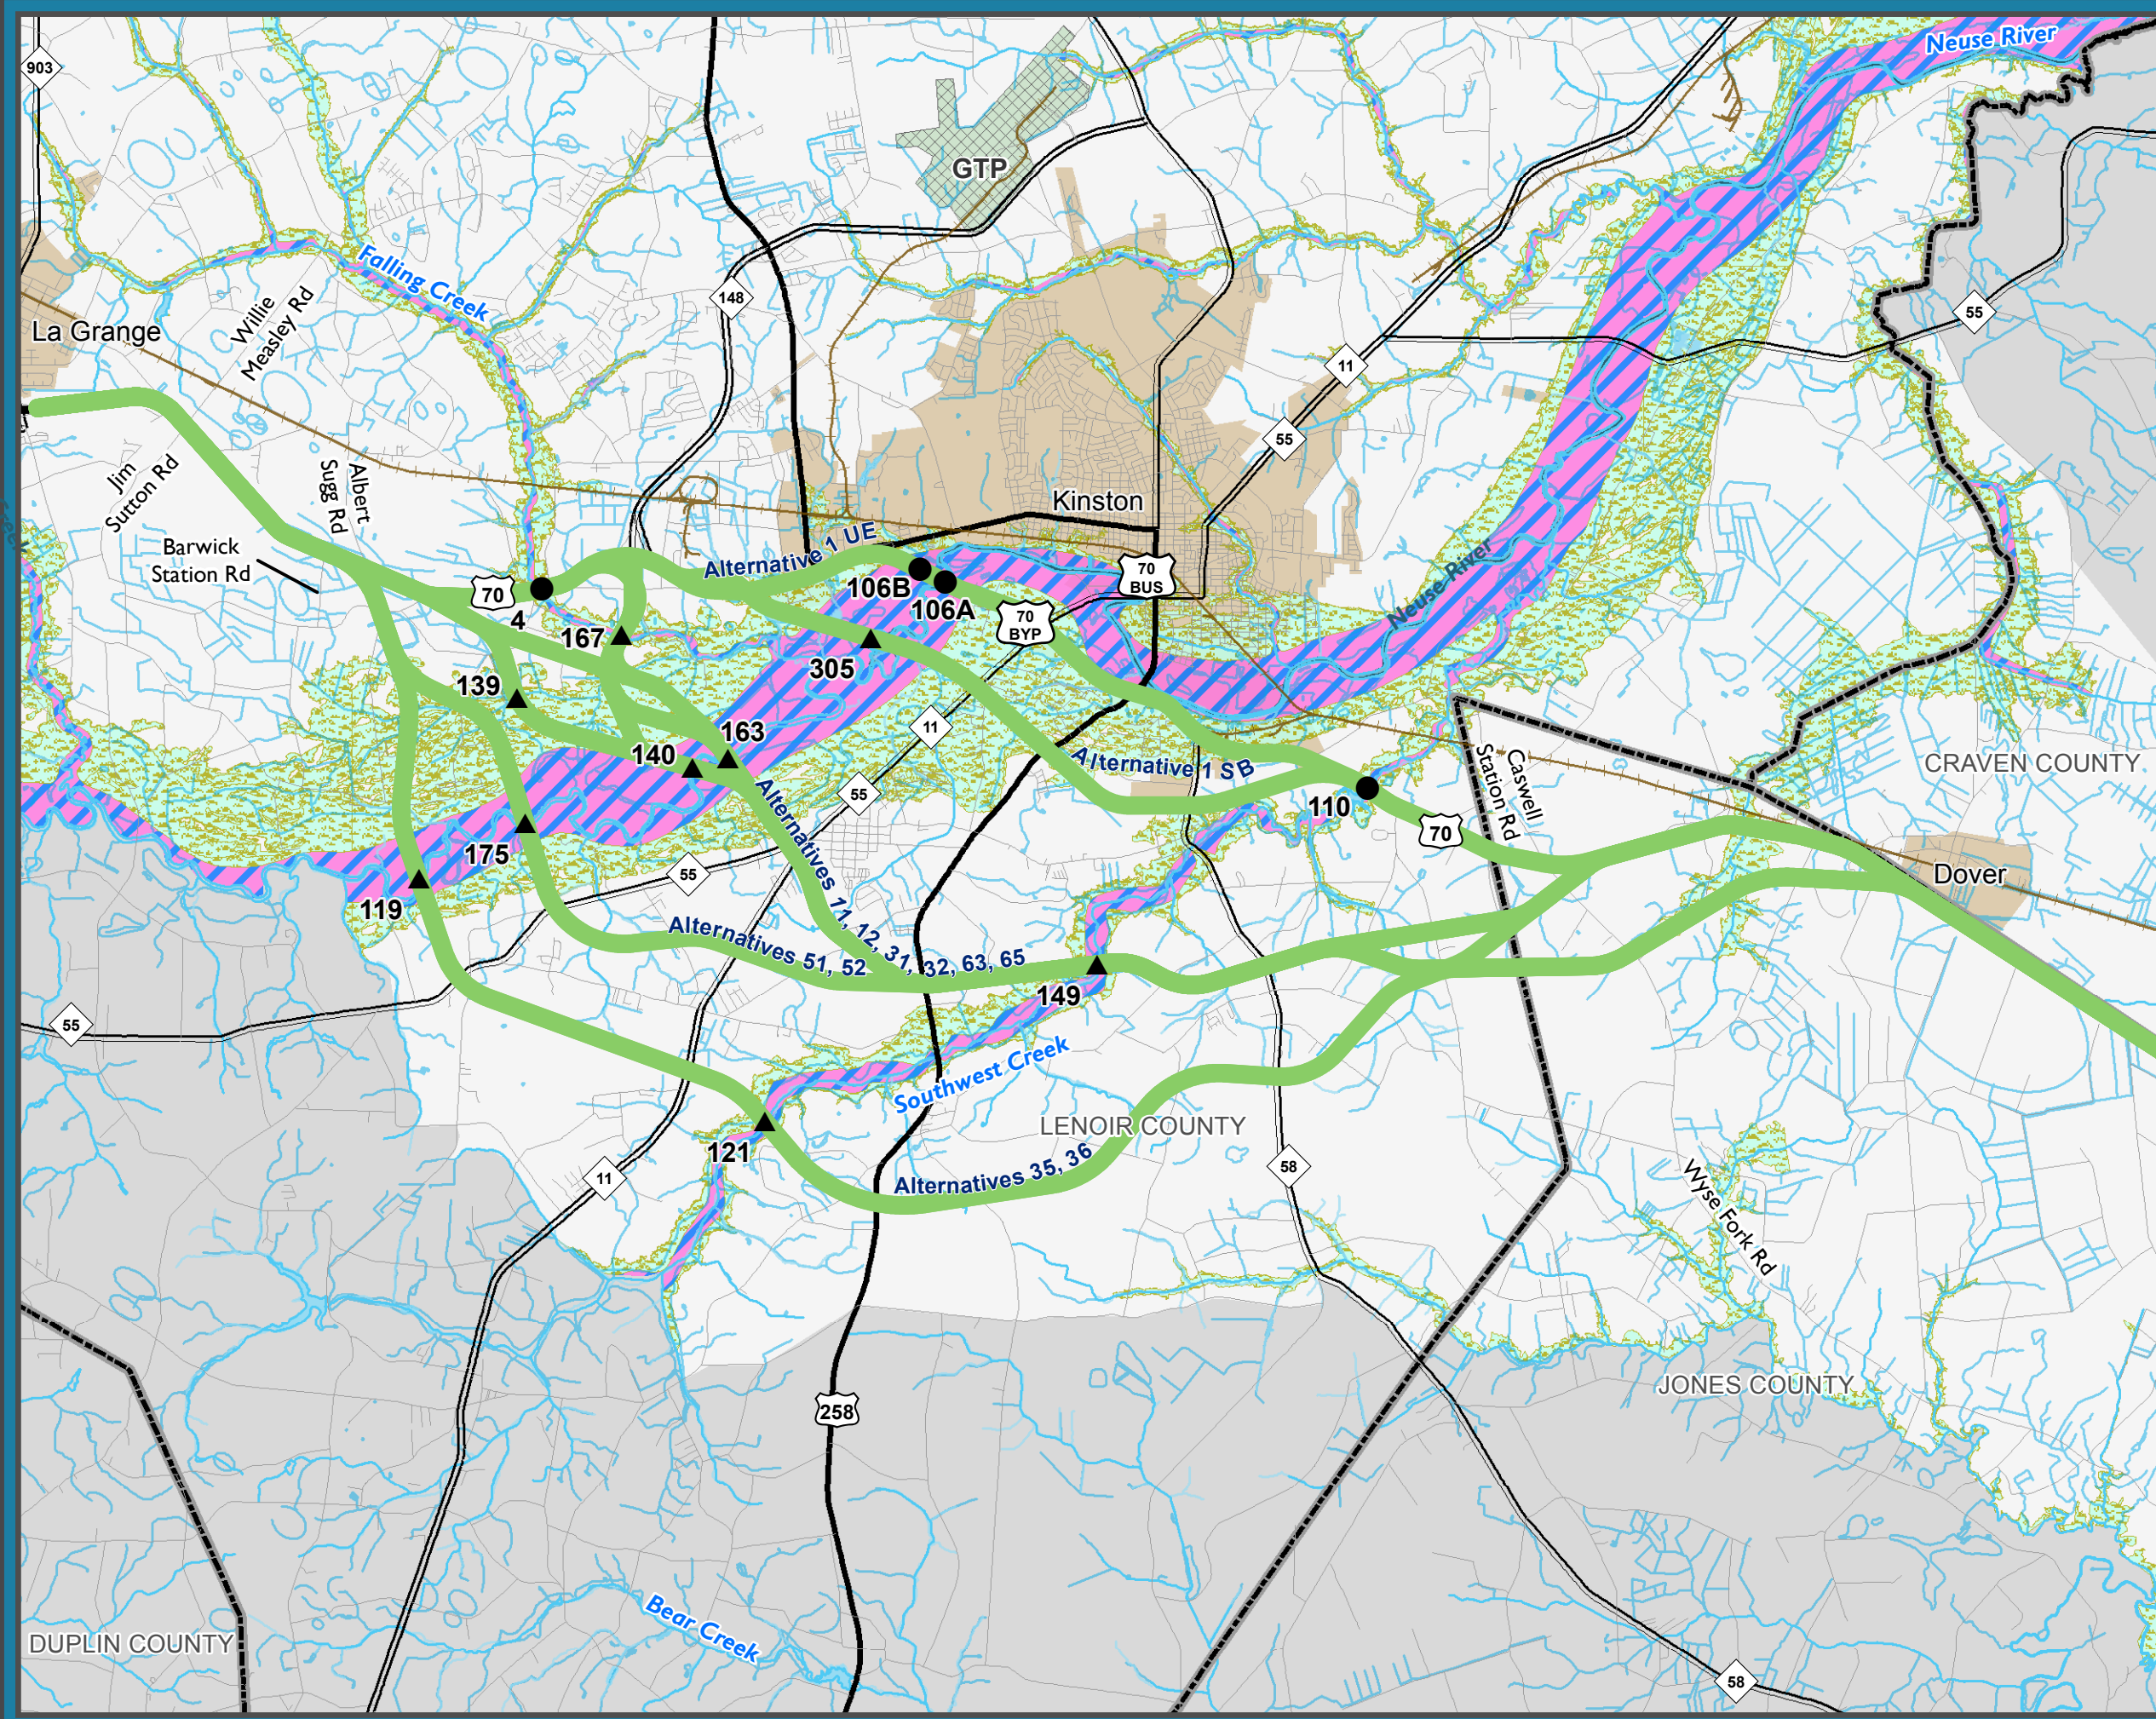 Neuse River
903
GTP
Falling Creek
148
Willie
Measley Rd
La Grange
55
11
55
Jim
Sutton Rd
Albert
Sugg Rd
Kinston
Barwick
Station Rd
Alternative 1 UE
70
BUS
70
4
106B
106A
70
BYP
Neuse River
167
305
139
163
140
11
Alternative 1 SB
55
110
Caswell
Station Rd
CRAVEN COUNTY
70
175
55
Dover
119
Alternatives 11, 12, 31, 32, 63, 65
Alternatives 51, 52
149
55
Southwest Creek
LENOIR COUNTY
121
11
Alternatives 35, 36
58
Wyse Fork Rd
JONES COUNTY
258
Bear Creek
DUPLIN COUNTY
58